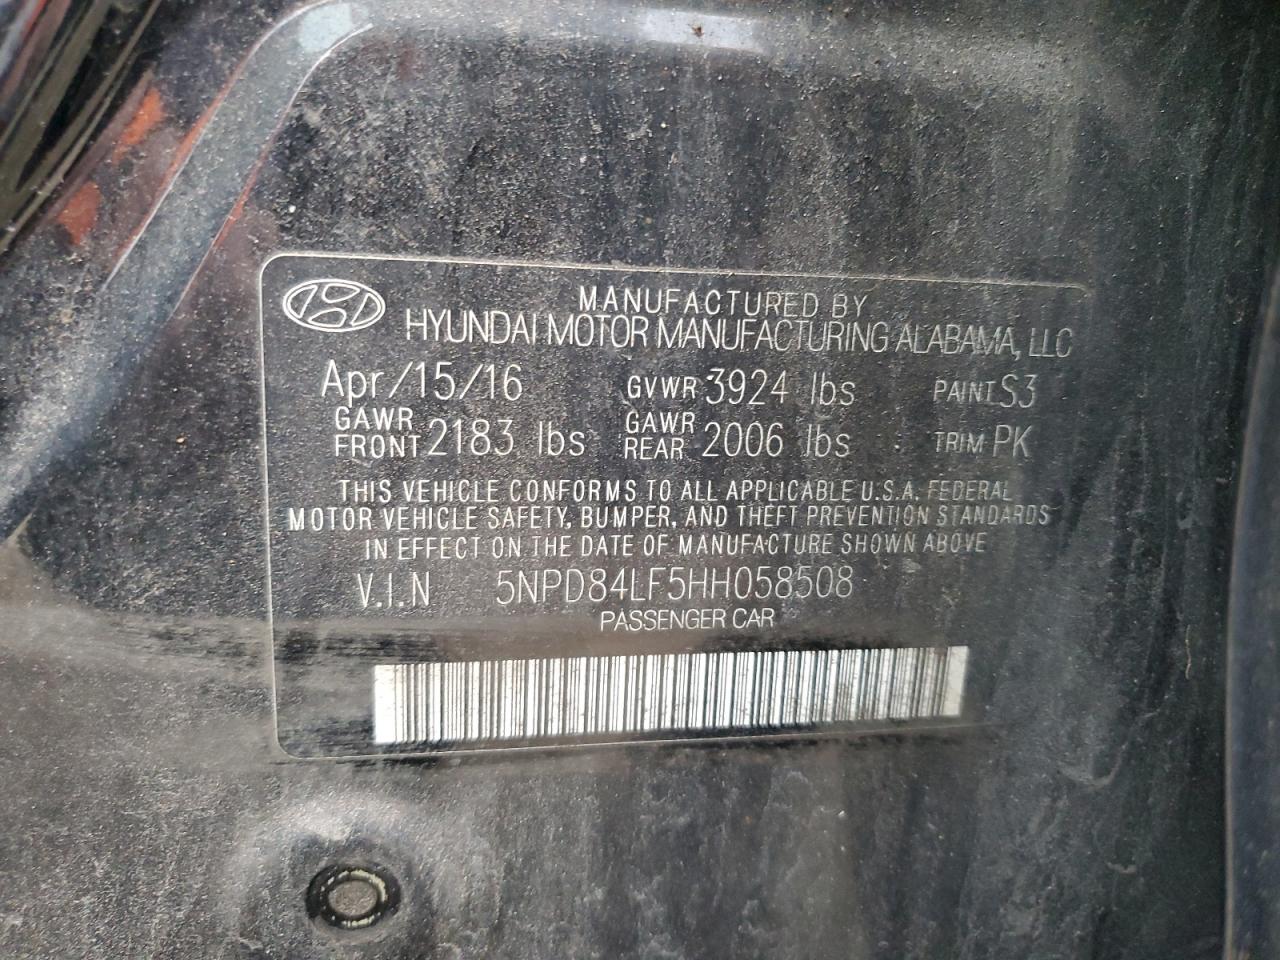 MANUFACTURED BY
HYUNDAI MOTOR MANUFACTURING ALABAMA, LLC
Apr/15/16 GVWR 3924 lbs PAINT S3
GAWR FRONT 2183 lbs GAWR REAR 2006 lbs TRIM PK
THIS VEHICLE CONFORMS TO ALL APPLICABLE U.S.A. FEDERAL
MOTOR VEHICLE SAFETY, BUMPER, AND THEFT PREVENTION STANDARDS
IN EFFECT ON THE DATE OF MANUFACTURE SHOWN ABOVE
V.I.N 5NPD84LF5HH058508
PASSENGER CAR